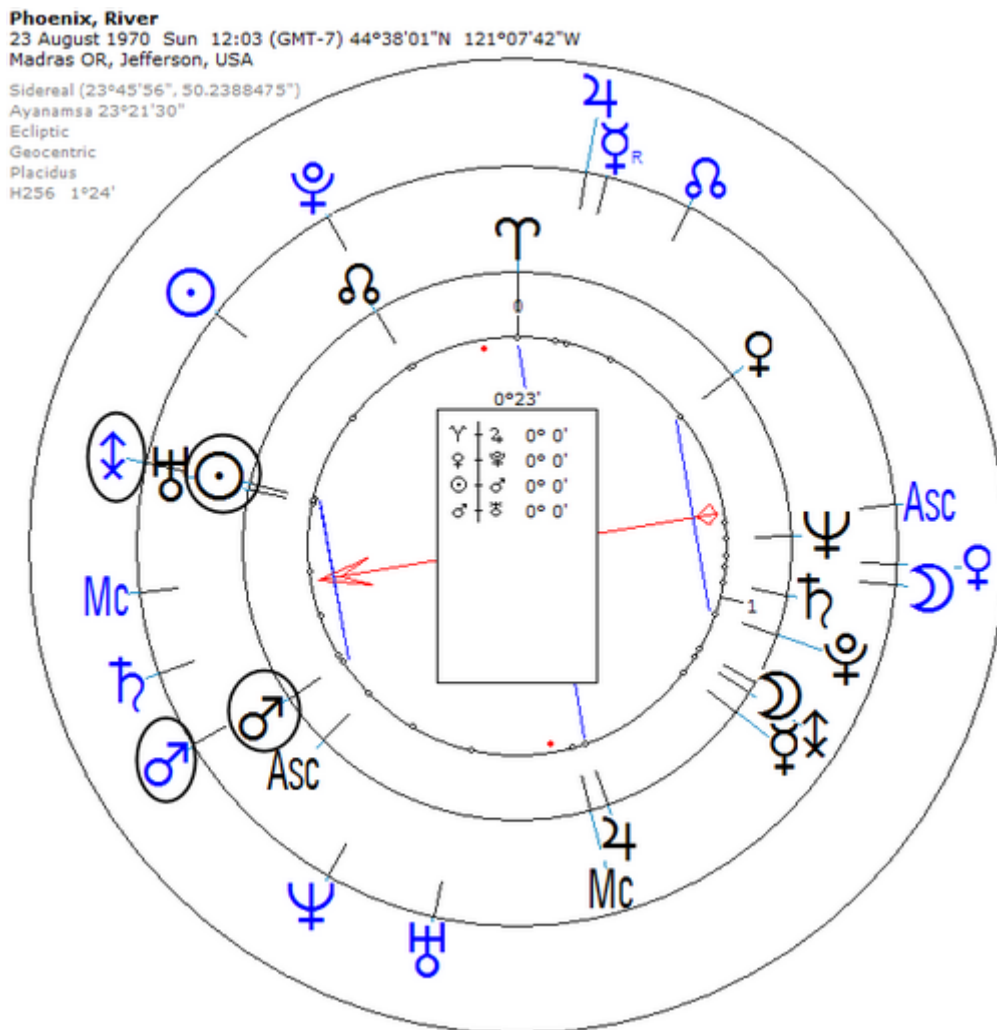 Phoenix, River
23 August 1970 Sun 12:03 (GMT-7) 44°38'01"N 121°07'42"W
Madras OR, Jefferson, USA
Sidereal (23°45'56", 50.2388475")
Ayanamsa 23°21'30"
Ecliptic
Geocentric
Placidus
H256 1°24'
R
0
0°23'
0° 0'
0° 0'
0° 0'
0° 0'
Asc
Mc
1
Asc
Mc